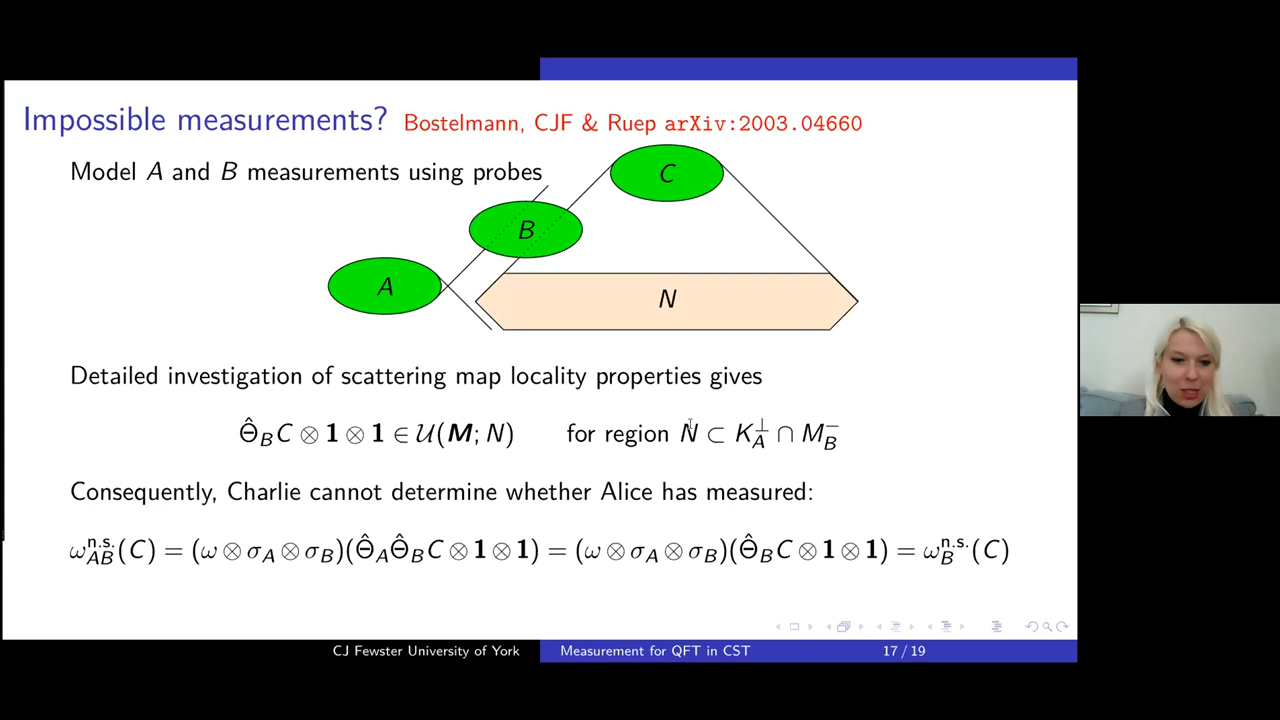 Impossible measurements? Bostelmann, CJF & Ruep arXiv:2003.04660
Model A and B measurements using probes
C
B
A
N
Detailed investigation of scattering map locality properties gives
Θ̂_B C ⊗ 𝟏 ⊗ 𝟏 ∈ 𝒰(𝑴; N) for region N ⊂ K_A^⊥ ∩ M_B^−
Consequently, Charlie cannot determine whether Alice has measured:
ω_AB^n.s.(C) = (ω ⊗ σ_A ⊗ σ_B)(Θ̂_A Θ̂_B C ⊗ 𝟏 ⊗ 𝟏) = (ω ⊗ σ_A ⊗ σ_B)(Θ̂_B C ⊗ 𝟏 ⊗ 𝟏) = ω_B^n.s.(C)
CJ Fewster University of York Measurement for QFT in CST 17 / 19